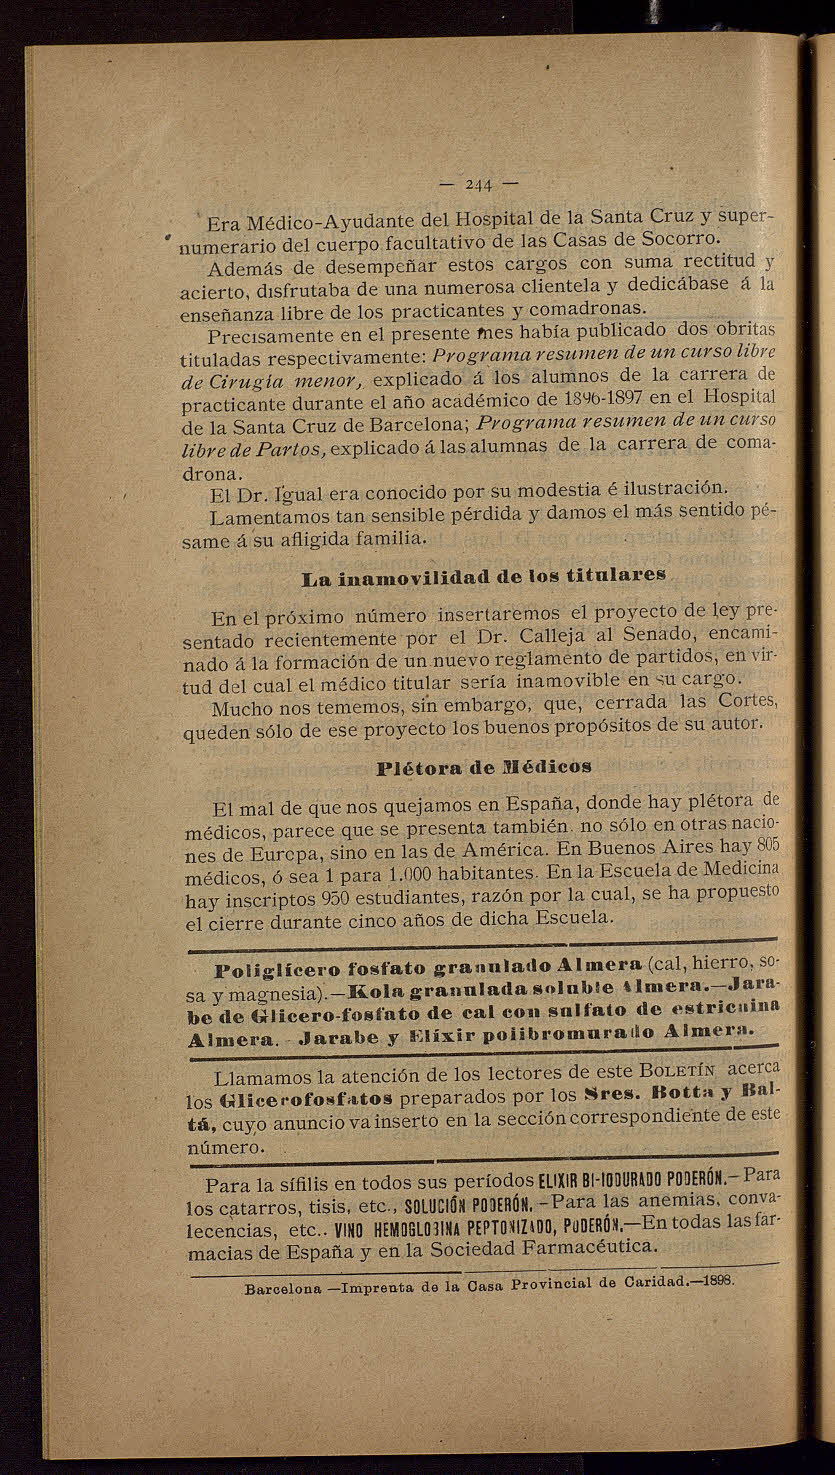 — 244 —
Era Médico-Ayudante del Hospital de la Santa Cruz y super-
numerario del cuerpo facultativo de las Casas de Socorro.
Además de desempeñar estos cargos con suma rectitud y
acierto, disfrutaba de una numerosa clientela y dedicábase á la
enseñanza libre de los practicantes y comadronas.
Precisamente en el presente mes había publicado dos obritas
tituladas respectivamente: Programa resumen de un curso libre
de Cirugía menor, explicado á los alumnos de la carrera de
practicante durante el año académico de 1896-1897 en el Hospital
de la Santa Cruz de Barcelona; Programa resumen de un curso
libre de Partos, explicado á las alumnas de la carrera de coma-
drona.
El Dr. Igual era conocido por su modestia é ilustración.
Lamentamos tan sensible pérdida y damos el más sentido pé-
same á su afligida familia.
La inamovilidad de los titulares
En el próximo número insertaremos el proyecto de ley pre-
sentado recientemente por el Dr. Calleja al Senado, encami-
nado á la formación de un nuevo reglamento de partidos, en vir-
tud del cual el médico titular sería inamovible en su cargo.
Mucho nos tememos, sin embargo, que, cerrada las Cortes,
queden sólo de ese proyecto los buenos propósitos de su autor.
Plétora de Médicos
El mal de que nos quejamos en España, donde hay plétora de
médicos, parece que se presenta también no sólo en otras nacio-
nes de Europa, sino en las de América. En Buenos Aires hay 805
médicos, ó sea 1 para 1.000 habitantes. En la Escuela de Medicina
hay inscriptos 950 estudiantes, razón por la cual, se ha propuesto
el cierre durante cinco años de dicha Escuela.
Poliglícero fosfato granulado Almera (cal, hierro, so-
sa y magnesia).—Kola granulada soluble Almera.—Jara-
be de Glicero-fosfato de cal con sulfato de estricnina
Almera. - Jarabe y Elíxir polibromurado Almera.
Llamamos la atención de los lectores de este BOLETÍN acerca
los Glicerofosfatos preparados por los Sres. Botta y Bal-
tá, cuyo anuncio va inserto en la sección correspondiente de este
número.
Para la sífilis en todos sus períodos ELIXIR BI-IODURADO PODERÓN.—Para
los catarros, tisis, etc., SOLUCIÓN PODERÓN. -Para las anemias, conva-
lecencias, etc.. VINO HEMOGLOBINA PEPTONIZADO, PODERÓN.—En todas las far-
macias de España y en la Sociedad Farmacéutica.
Barcelona —Imprenta de la Casa Provincial de Caridad.—1898.